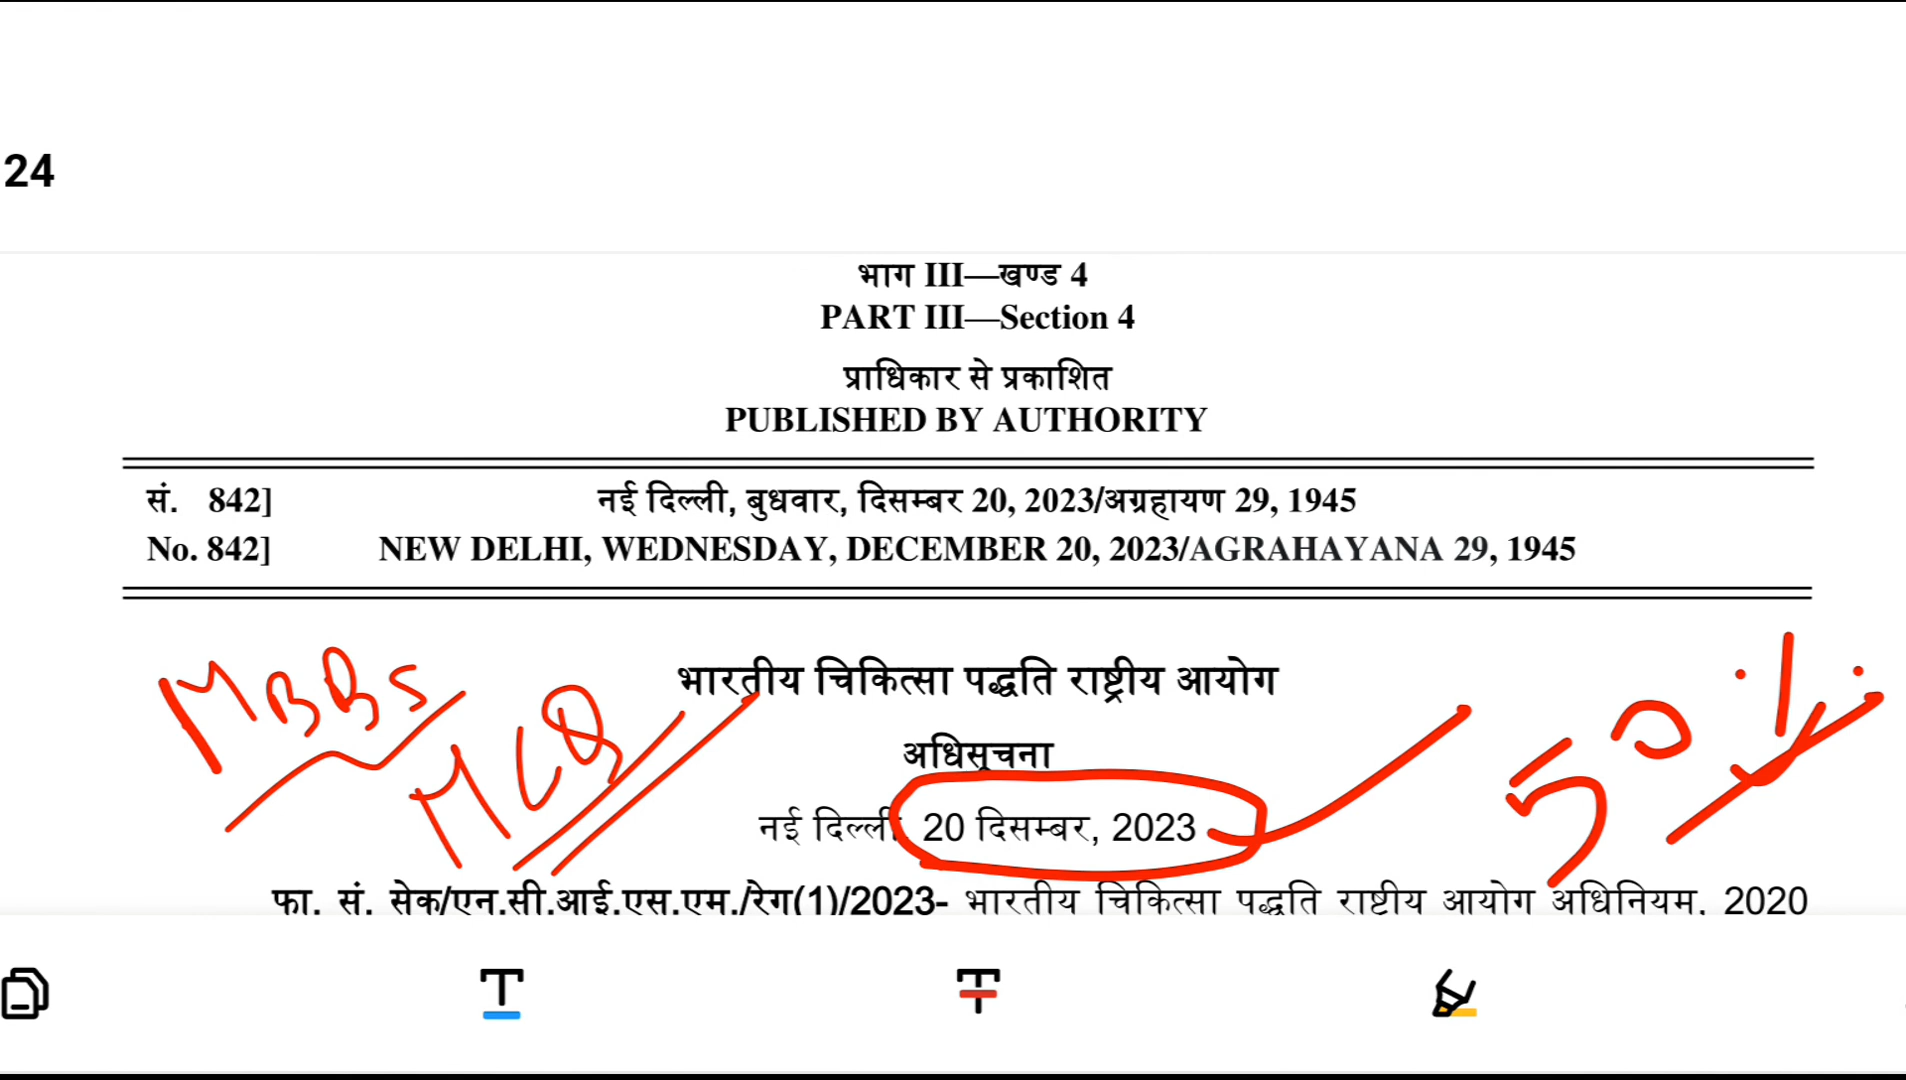 24
भाग III—खण्ड 4
PART III—Section 4
प्राधिकार से प्रकाशित
PUBLISHED BY AUTHORITY
सं. 842] नई दिल्ली, बुधवार, दिसम्बर 20, 2023/अग्रहायण 29, 1945
No. 842] NEW DELHI, WEDNESDAY, DECEMBER 20, 2023/AGRAHAYANA 29, 1945
भारतीय चिकित्सा पद्धति राष्ट्रीय आयोग
MBBS
MCQ
50%
अधिसूचना
नई दिल्ली, 20 दिसम्बर, 2023
फा. सं. सेक/एन.सी.आई.एस.एम./रेग(1)/2023- भारतीय चिकित्सा पद्धति राष्ट्रीय आयोग अधिनियम, 2020